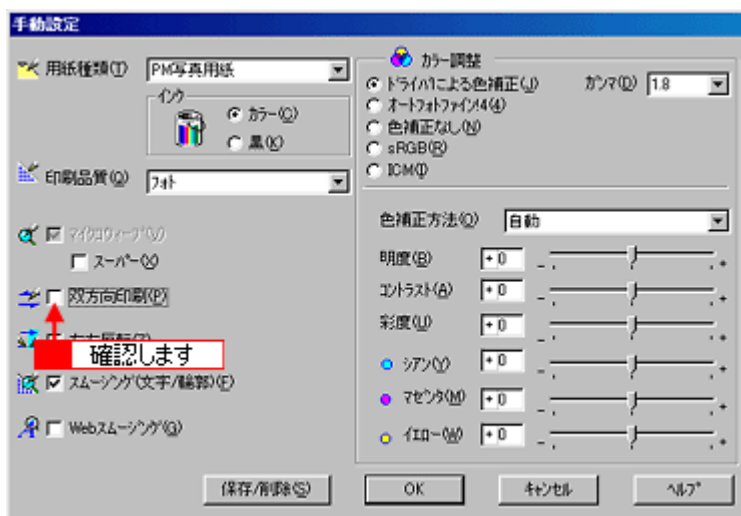 手動設定
用紙種類(T) PM写真用紙
インク
カラー(C)
黒(K)
印刷品質(Q) フォト
マイクロウィーブ(V)
スーパー(X)
双方向印刷(P)
確認します
スムージング(文字/輪郭)(F)
Webスムージング(G)
保存/削除(S)
カラー調整
ドライバによる色補正(J) ガンマ(D) 1.8
オートフォトファイン!4(4)
色補正なし(N)
sRGB(R)
ICM(I)
色補正方法(O) 自動
明度(B) +0 - +
コントラスト(A) +0 - +
彩度(U) +0 - +
シアン(Y) +0 - +
マゼンタ(M) +0 - +
イエロー(W) +0 - +
OK キャンセル ヘルプ